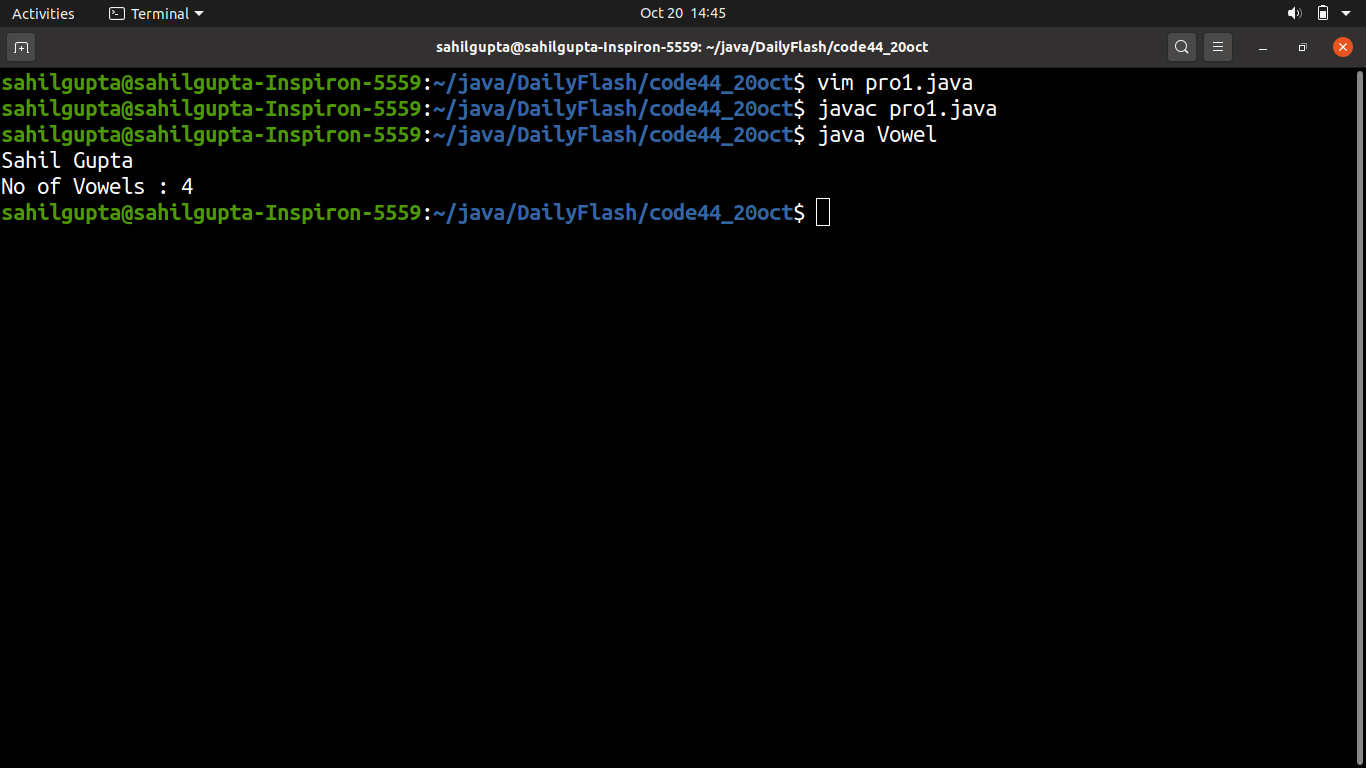 Activities Terminal Oct 20 14:45
sahilgupta@sahilgupta-Inspiron-5559: ~/java/DailyFlash/code44_20oct
sahilgupta@sahilgupta-Inspiron-5559:~/java/DailyFlash/code44_20oct$ vim pro1.java
sahilgupta@sahilgupta-Inspiron-5559:~/java/DailyFlash/code44_20oct$ javac pro1.java
sahilgupta@sahilgupta-Inspiron-5559:~/java/DailyFlash/code44_20oct$ java Vowel
Sahil Gupta
No of Vowels : 4
sahilgupta@sahilgupta-Inspiron-5559:~/java/DailyFlash/code44_20oct$